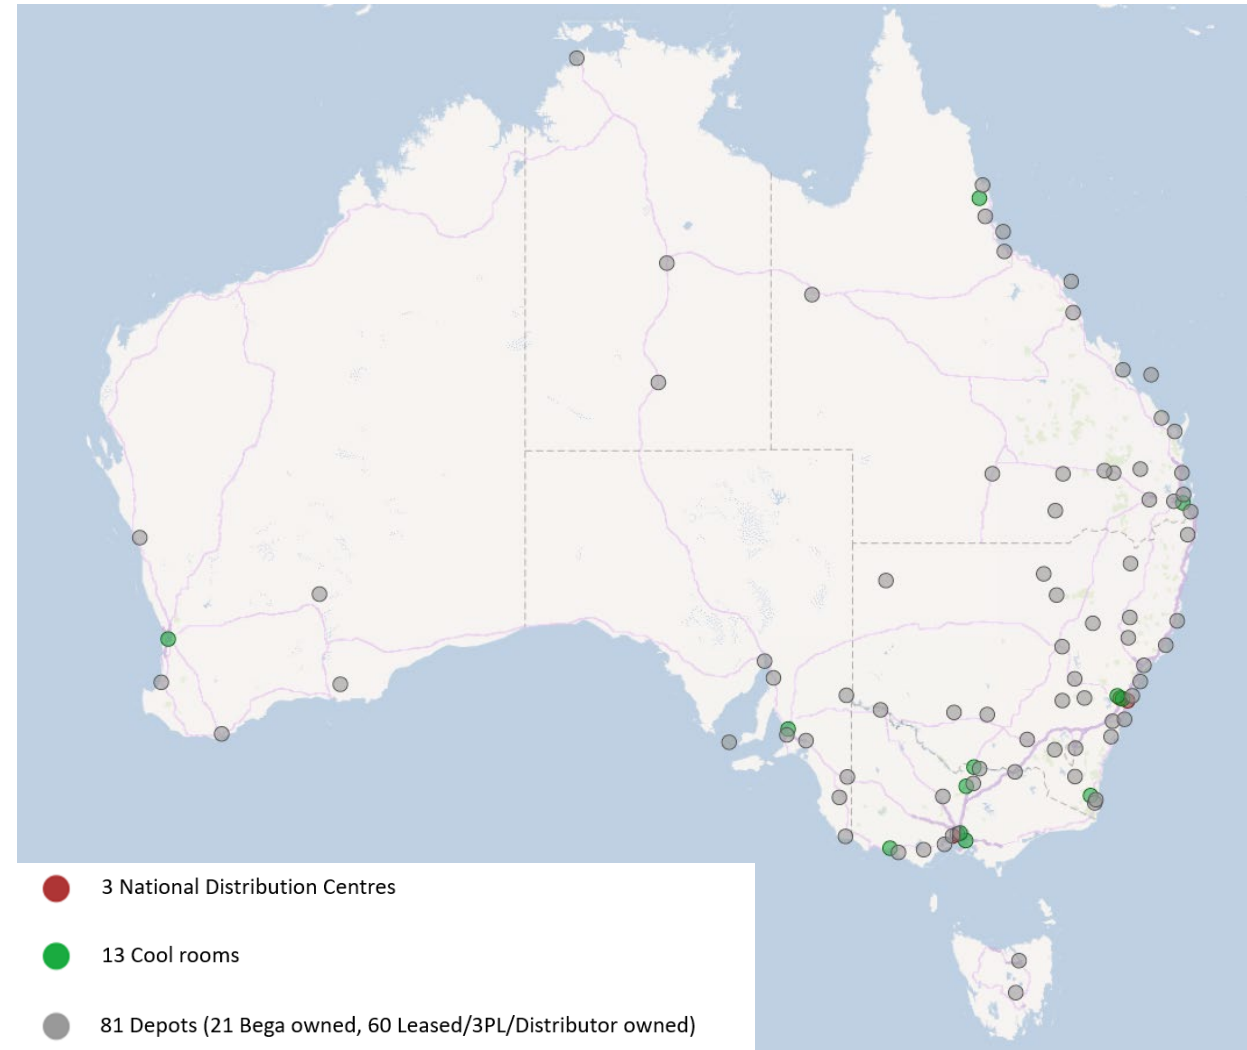 3 National Distribution Centres
13 Cool rooms
81 Depots (21 Bega owned, 60 Leased/3PL/Distributor owned)